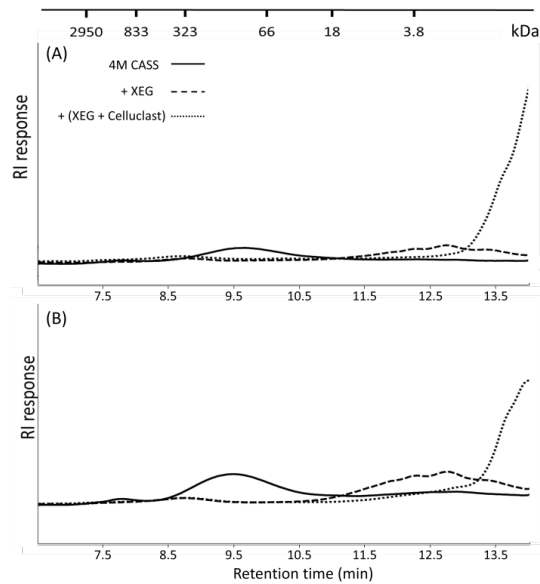 2950 833 323 66 18 3.8 kDa
(A)
4M CASS
+ XEG
+ (XEG + Celluclast)
RI response
7.5 8.5 9.5 10.5 11.5 12.5 13.5
(B)
RI response
7.5 8.5 9.5 10.5 11.5 12.5 13.5
Retention time (min)